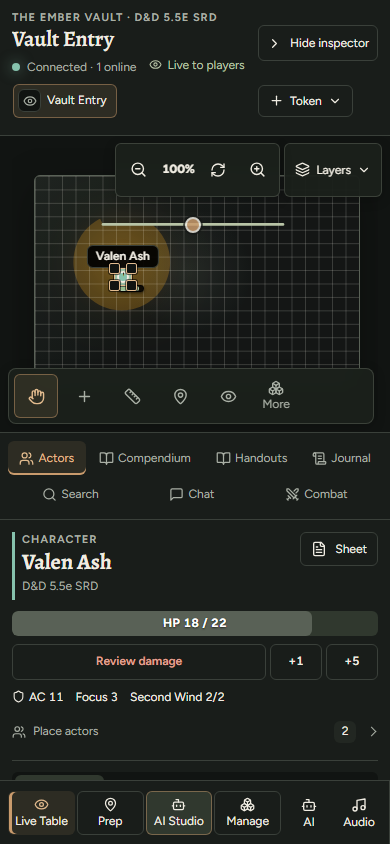 THE EMBER VAULT · D&D 5.5E SRD
Vault Entry
Hide inspector
Connected · 1 online
Live to players
Vault Entry
Token
100%
Layers
Valen Ash
More
Actors
Compendium
Handouts
Journal
Search
Chat
Combat
CHARACTER
Valen Ash
Sheet
D&D 5.5e SRD
HP 18 / 22
Review damage
+1
+5
AC 11 Focus 3 Second Wind 2/2
Place actors
2
Live Table
Prep
AI Studio
Manage
AI
Audio